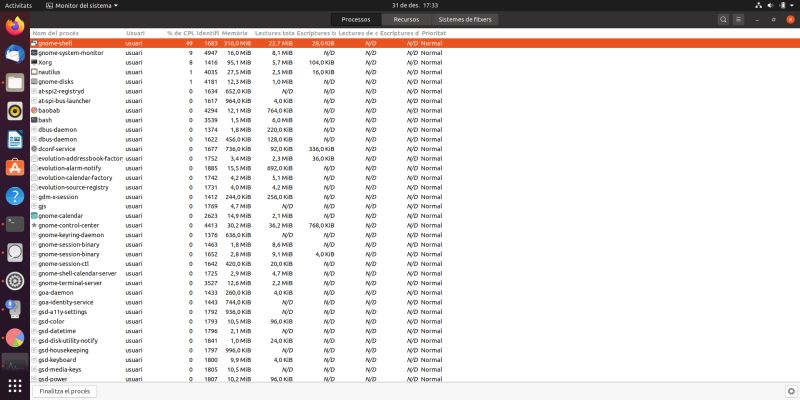 Activitats Monitor del sistema 31 de des. 17:33
Processos Recursos Sistemes de fitxers
Nom del procés Usuari % de CPU Identifi Memòria Lectures tota Escriptures to Lectures de d Escriptures d Prioritat
gnome-shell usuari 49 1683 316,0 MiB 22,7 MiB 28,0 KiB N/D N/D Normal
gnome-system-monitor usuari 9 4947 16,0 MiB 8,1 MiB N/D N/D N/D Normal
Xorg usuari 8 1416 95,1 MiB 5,7 MiB 104,0 KiB N/D N/D Normal
nautilus usuari 1 4035 27,5 MiB 2,5 MiB 16,0 KiB N/D N/D Normal
gnome-disks usuari 1 4181 12,3 MiB 1,0 MiB N/D N/D N/D Normal
at-spi2-registryd usuari 0 1634 652,0 KiB N/D N/D N/D N/D Normal
at-spi-bus-launcher usuari 0 1617 964,0 KiB 4,0 KiB N/D N/D N/D Normal
baobab usuari 0 4294 12,1 MiB 764,0 KiB N/D N/D N/D Normal
bash usuari 0 3539 1,5 MiB 6,0 MiB N/D N/D N/D Normal
dbus-daemon usuari 0 1374 1,8 MiB 220,0 KiB N/D N/D N/D Normal
dbus-daemon usuari 0 1622 456,0 KiB 128,0 KiB N/D N/D N/D Normal
dconf-service usuari 0 1677 736,0 KiB 92,0 KiB 336,0 KiB N/D N/D Normal
evolution-addressbook-factory usuari 0 1752 3,4 MiB 2,3 MiB 36,0 KiB N/D N/D Normal
evolution-alarm-notify usuari 0 1885 15,5 MiB 692,0 KiB N/D N/D N/D Normal
evolution-calendar-factory usuari 0 1742 4,2 MiB 5,1 MiB N/D N/D N/D Normal
evolution-source-registry usuari 0 1731 4,0 MiB 4,2 MiB N/D N/D N/D Normal
gdm-x-session usuari 0 1412 244,0 KiB 256,0 KiB N/D N/D N/D Normal
gjs usuari 0 1769 4,7 MiB N/D N/D N/D N/D Normal
gnome-calendar usuari 0 2623 14,9 MiB 2,1 MiB N/D N/D N/D Normal
gnome-control-center usuari 0 4413 30,2 MiB 36,2 MiB 768,0 KiB N/D N/D Normal
gnome-keyring-daemon usuari 0 1376 636,0 KiB N/D N/D N/D N/D Normal
gnome-session-binary usuari 0 1463 1,8 MiB 8,6 MiB N/D N/D N/D Normal
gnome-session-binary usuari 0 1652 2,8 MiB 9,1 MiB 4,0 KiB N/D N/D Normal
gnome-session-ctl usuari 0 1642 420,0 KiB 20,0 KiB N/D N/D N/D Normal
gnome-shell-calendar-server usuari 0 1725 2,9 MiB 4,7 MiB N/D N/D N/D Normal
gnome-terminal-server usuari 0 3527 12,6 MiB 2,2 MiB N/D N/D N/D Normal
goa-daemon usuari 0 1433 260,0 KiB 4,0 KiB N/D N/D N/D Normal
goa-identity-service usuari 0 1443 744,0 KiB N/D N/D N/D N/D Normal
gsd-a11y-settings usuari 0 1792 936,0 KiB N/D N/D N/D N/D Normal
gsd-color usuari 0 1793 10,5 MiB 96,0 KiB N/D N/D N/D Normal
gsd-datetime usuari 0 1796 2,1 MiB N/D N/D N/D N/D Normal
gsd-disk-utility-notify usuari 0 1841 1,0 MiB 24,0 KiB N/D N/D N/D Normal
gsd-housekeeping usuari 0 1797 996,0 KiB N/D N/D N/D N/D Normal
gsd-keyboard usuari 0 1800 9,9 MiB 4,0 KiB N/D N/D N/D Normal
gsd-media-keys usuari 0 1805 10,5 MiB N/D N/D N/D N/D Normal
gsd-power usuari 0 1807 10,2 MiB 96,0 KiB N/D N/D N/D Normal
Finalitza el procés